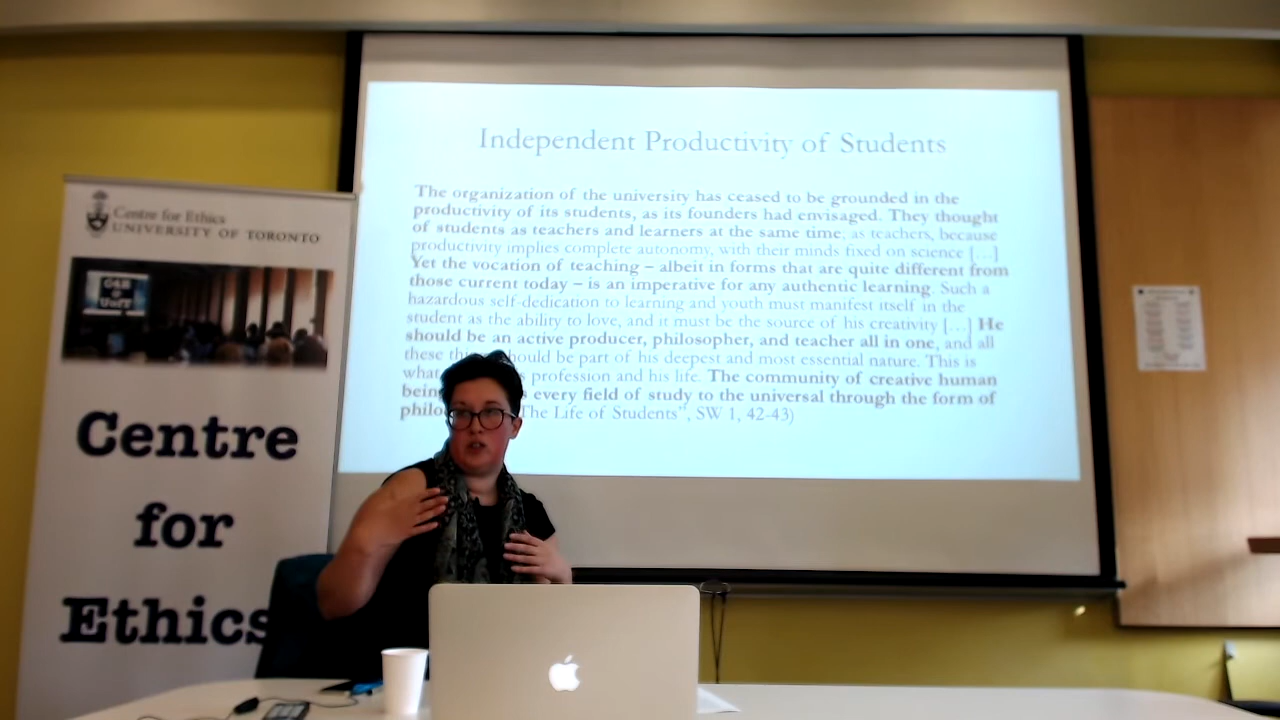 Independent Productivity of Students
The organization of the university has ceased to be grounded in the
productivity of its students, as its founders had envisaged. They thought
of students as teachers and learners at the same time, as teachers, because
productivity implies complete autonomy, with their minds fixed on science […]
Yet the vocation of teaching – albeit in forms that are quite different from
those current today – is an imperative for any authentic learning. Such a
hazardous self-dedication to learning and youth must manifest itself in the
student as the ability to love, and it must be the source of his creativity […] He
should be an active producer, philosopher, and teacher all in one, and all
these should be part of his deepest and most essential nature. This is
profession and his life. The community of creative human
every field of study to the universal through the form of
The Life of Students", SW 1, 42-43)
Centre for Ethics
UNIVERSITY OF TORONTO
C4E
@
UofT
Centre
for
Ethics